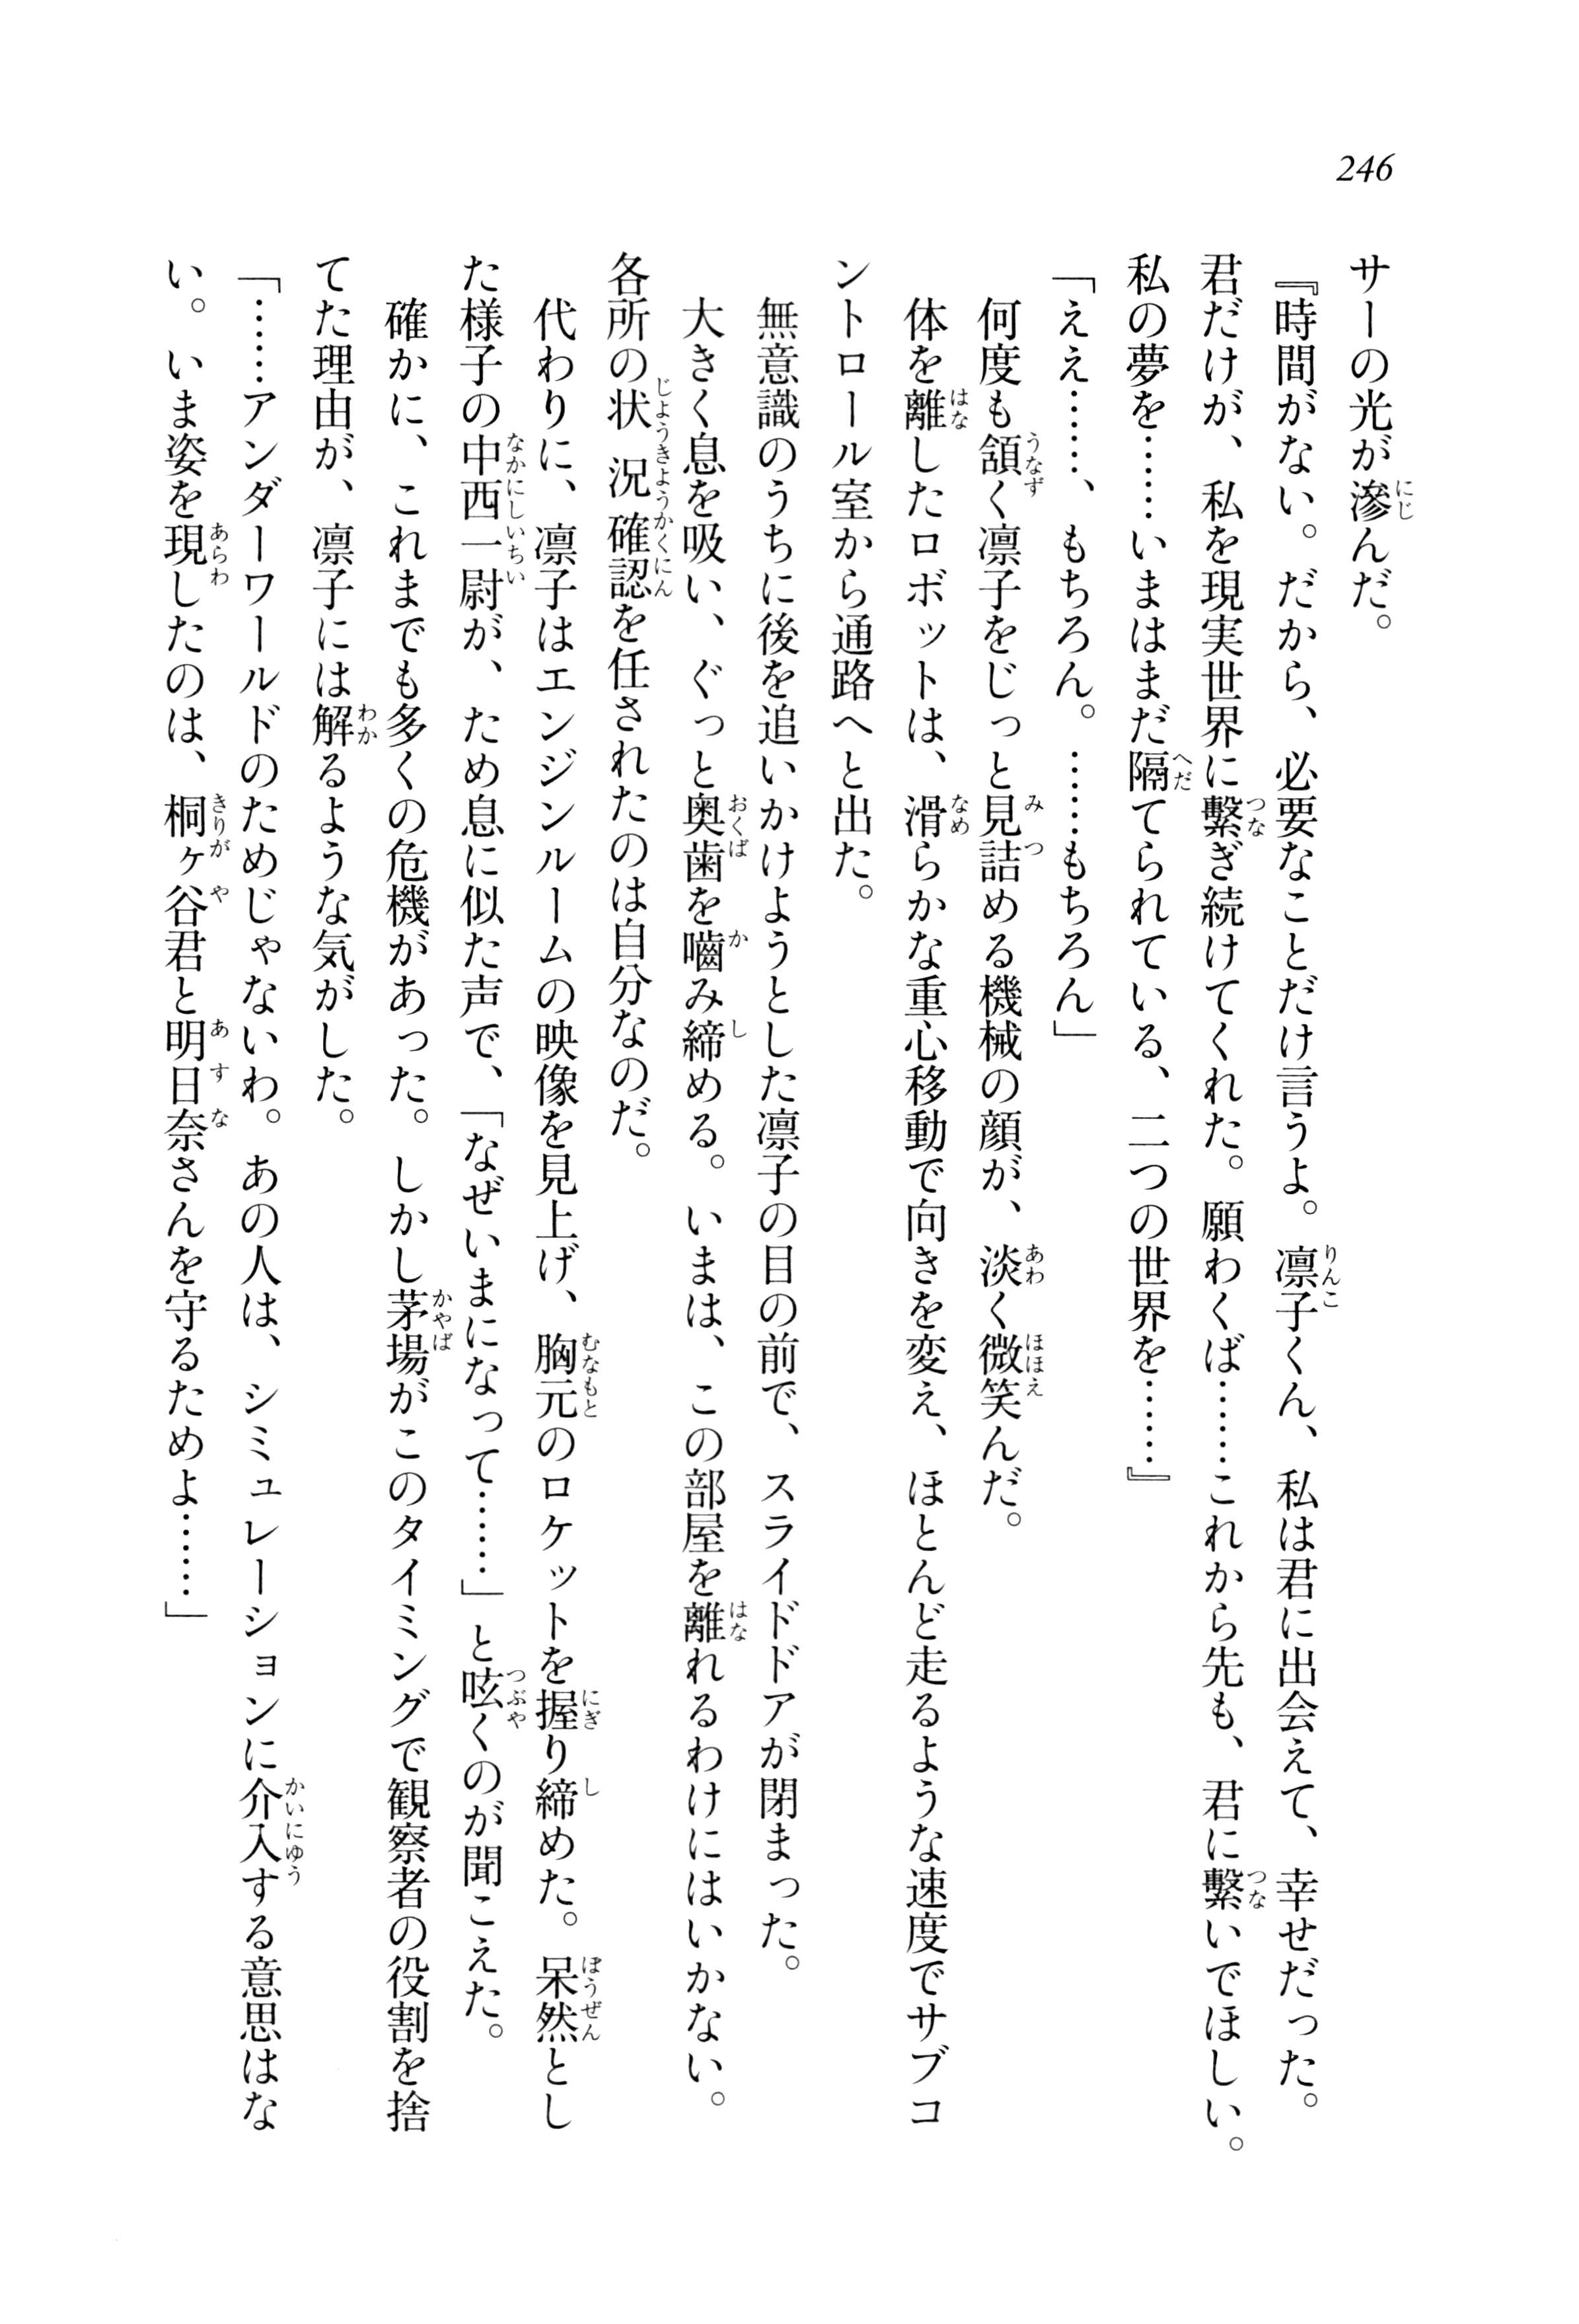 246
サーの光が滲んだ。
『時間がない。だから、必要なことだけ言うよ。凛子くん、私は君に出会えて、幸せだった。
君だけが、私を現実世界に繫ぎ続けてくれた。願わくば……これから先も、君に繫いでほしい。
私の夢を……いまはまだ隔てられている、二つの世界を……』
「ええ……、もちろん。……もちろん」
何度も頷く凛子をじっと見詰める機械の顔が、淡く微笑んだ。
体を離したロボットは、滑らかな重心移動で向きを変え、ほとんど走るような速度でサブコ
ントロール室から通路へと出た。
無意識のうちに後を追いかけようとした凛子の目の前で、スライドドアが閉まった。
大きく息を吸い、ぐっと奥歯を嚙み締める。いまは、この部屋を離れるわけにはいかない。
各所の状況確認を任されたのは自分なのだ。
代わりに、凛子はエンジンルームの映像を見上げ、胸元のロケットを握り締めた。呆然とし
た様子の中西一尉が、ため息に似た声で、「なぜいまになって……」と呟くのが聞こえた。
確かに、これまでも多くの危機があった。しかし茅場がこのタイミングで観察者の役割を捨
てた理由が、凛子には解るような気がした。
「……アンダーワールドのためじゃないわ。あの人は、シミュレーションに介入する意思はな
い。いま姿を現したのは、桐ヶ谷君と明日奈さんを守るためよ……」